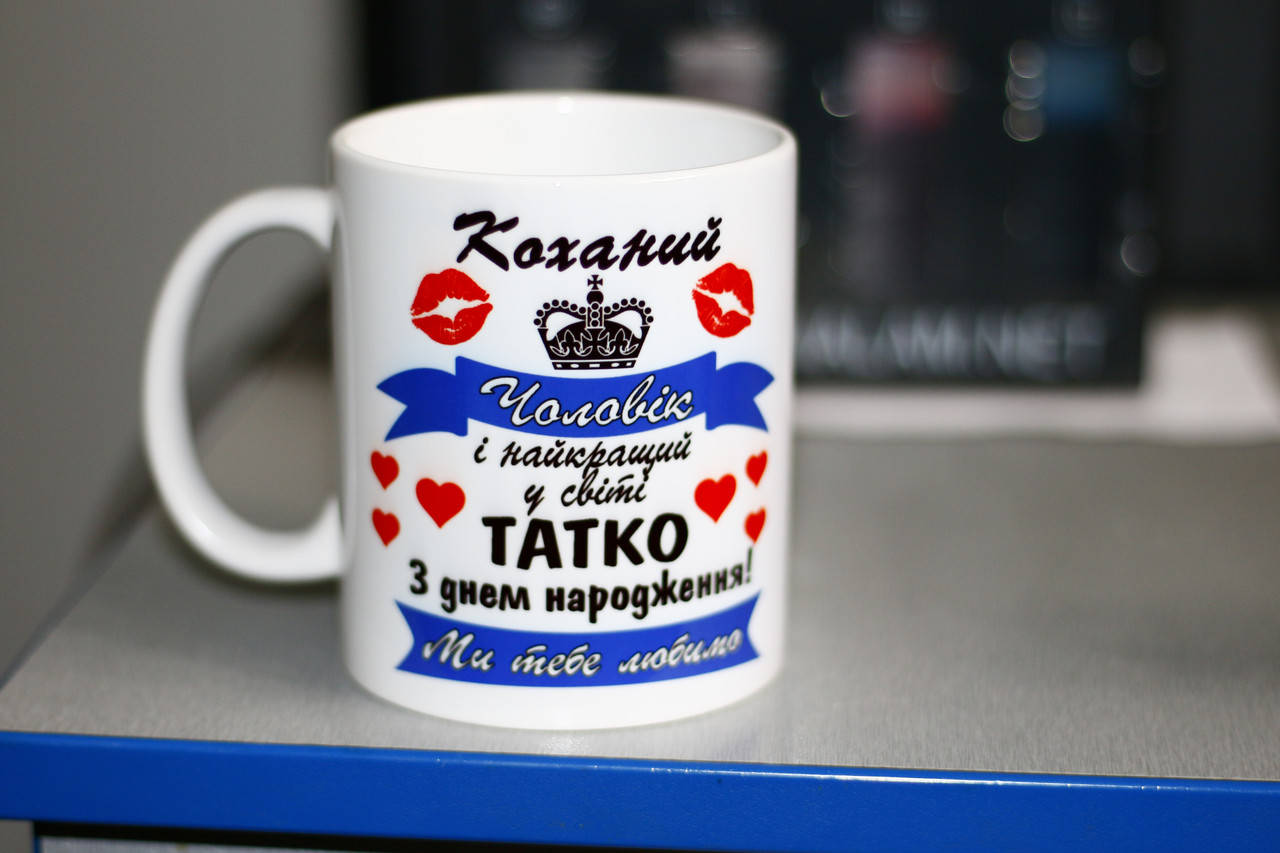 Коханий
Чоловік
і найкращий
у світі
ТАТКО
З днем народження!
Ми тебе любимо